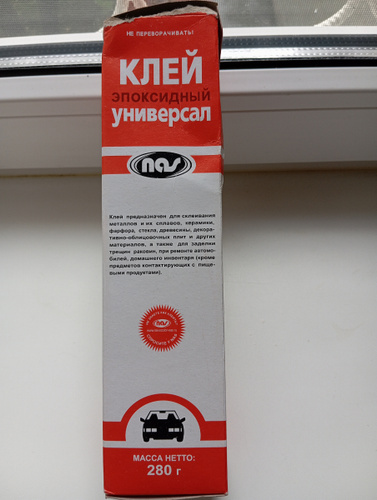 НЕ ПЕРЕВОРАЧИВАТЬ!
КЛЕЙ
ЭПОКСИДНЫЙ
универсал
nas
Клей предназначен для склеивания
металлов и их сплавов, керамики,
фарфора, стекла, древесины, декора-
тивно-облицовочных плит и других
материалов, а также для заделки
трещин раковин, при ремонте автомо-
билей, домашнего инвентаря (кроме
предметов контактирующих с пище-
выми продуктами).
nas
МАССА НЕТТО:
280 г